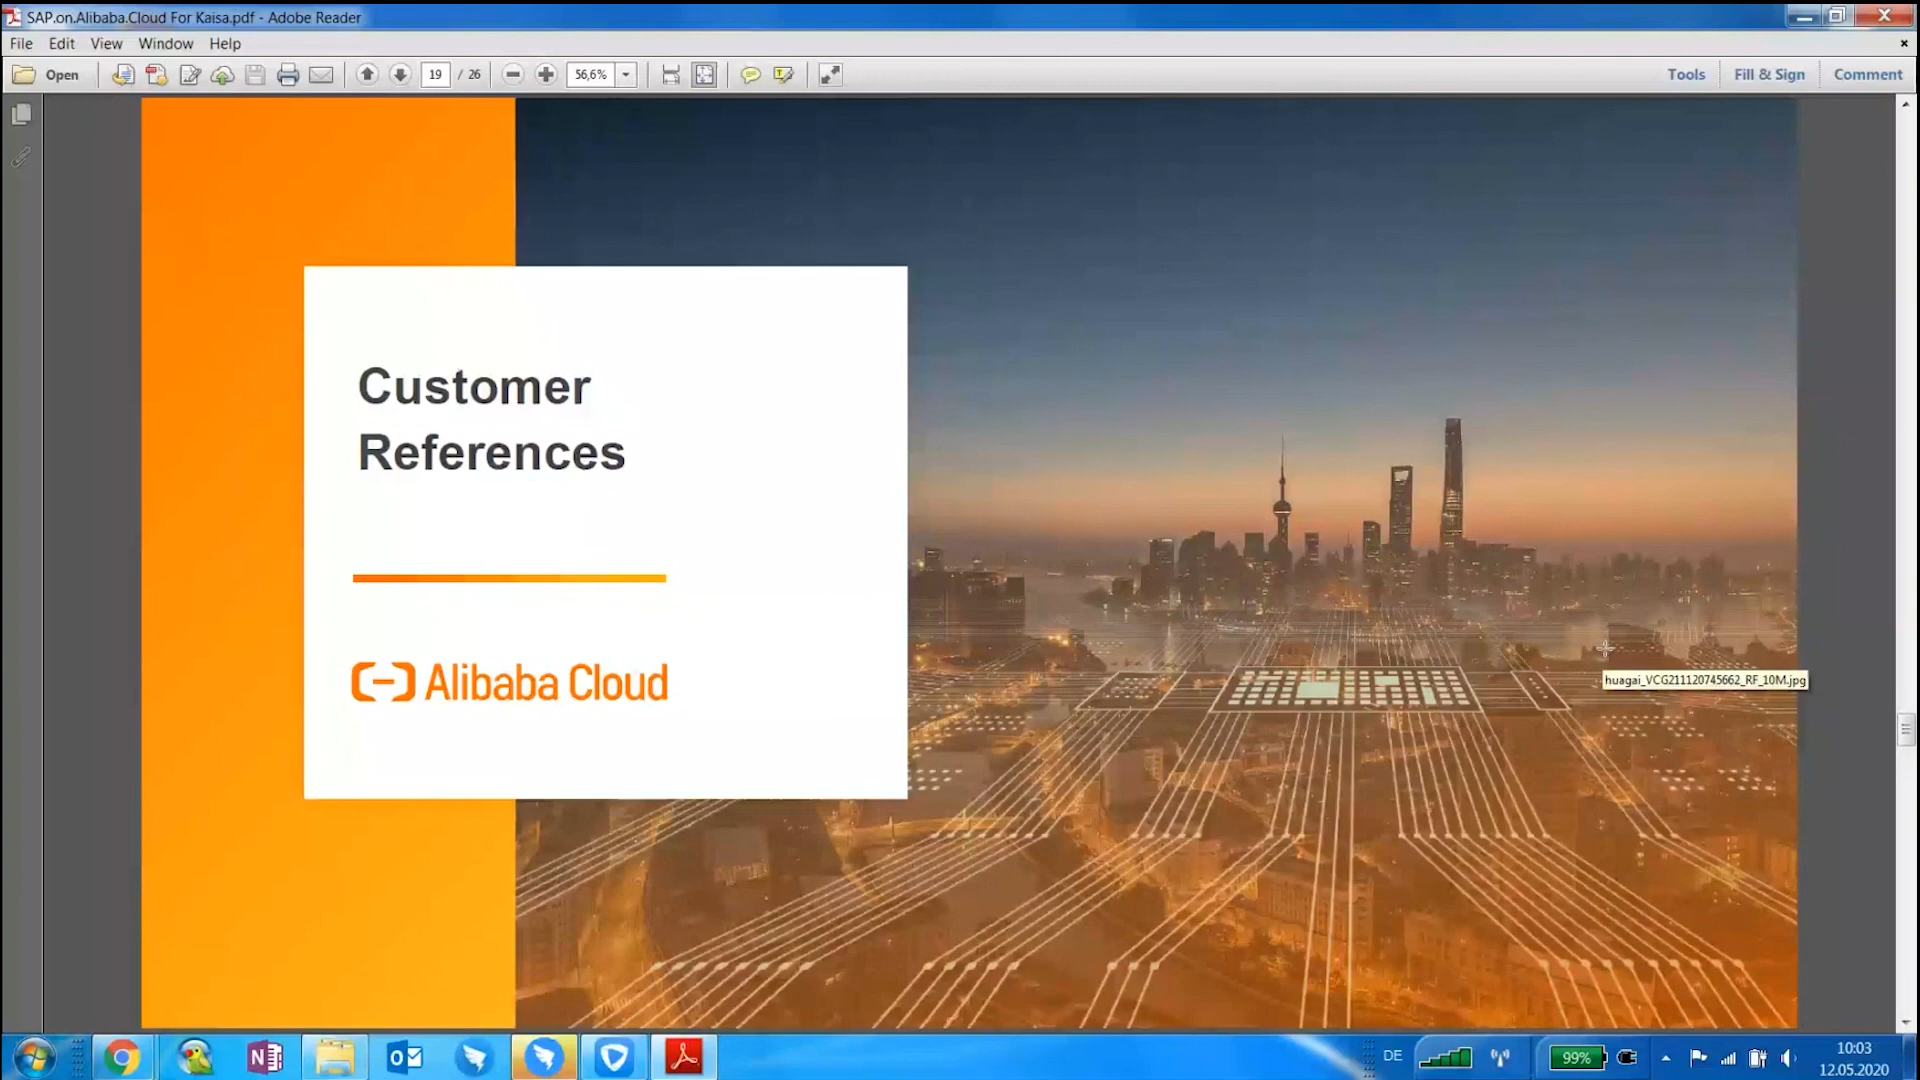 SAP.on.Alibaba.Cloud For Kaisa.pdf - Adobe Reader
File Edit View Window Help
Open 19 / 26 56,6% Tools Fill & Sign Comment
Customer
References
Alibaba Cloud
huagai_VCG211120745662_RF_10M.jpg
DE 99% 10:03
12.05.2020